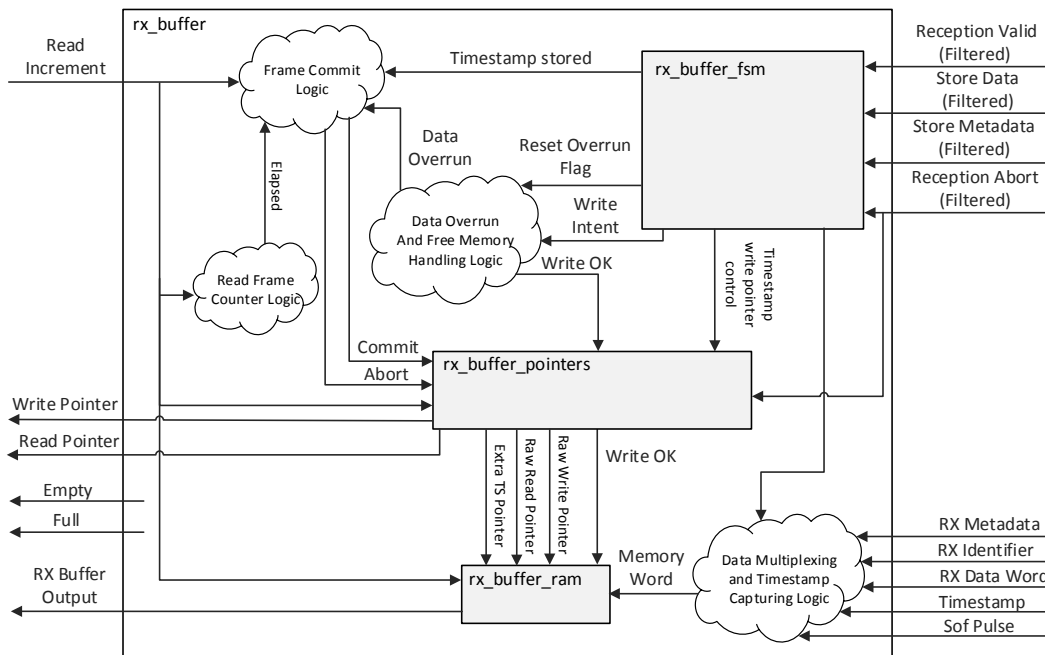 rx_buffer
Read
Increment
Frame Commit
Logic
Timestamp stored
rx_buffer_fsm
Reception Valid
(Filtered)
Store Data
(Filtered)
Store Metadata
(Filtered)
Reception Abort
(Filtered)
Data
Overrun
Reset Overrun
Flag
Elapsed
Write
Intent
Data Overrun
And Free Memory
Handling Logic
Write OK
Timestamp
write pointer
control
Read Frame
Counter Logic
Commit
Abort
rx_buffer_pointers
Write Pointer
Read Pointer
Extra TS Pointer
Raw Read Pointer
Raw Write Pointer
Write OK
Empty
Full
RX Buffer
Output
rx_buffer_ram
Memory
Word
Data Multiplexing
and Timestamp
Capturing Logic
RX Metadata
RX Identifier
RX Data Word
Timestamp
Sof Pulse